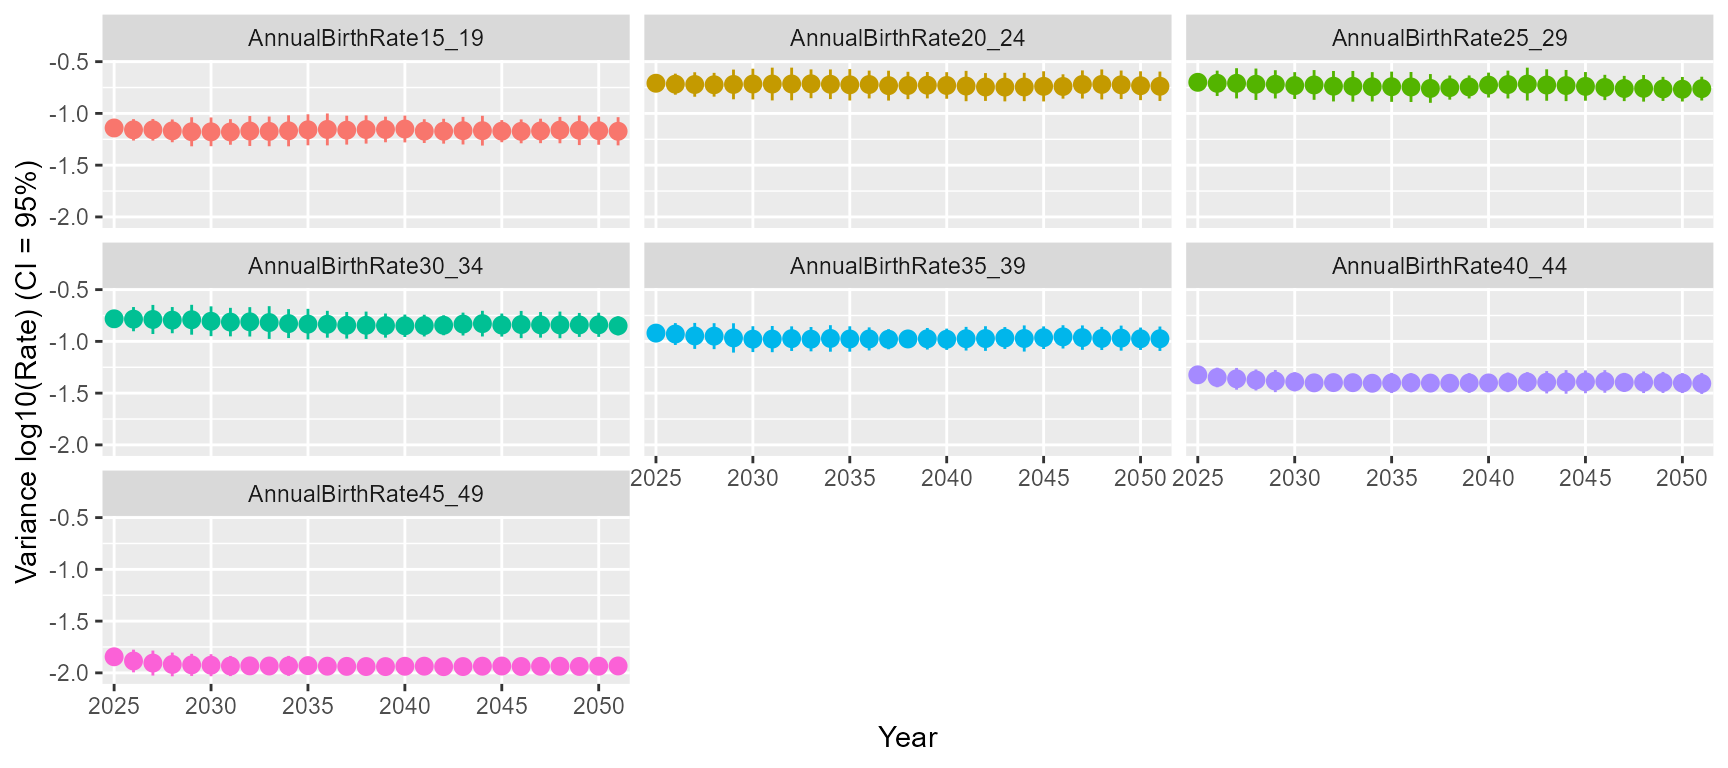 AnnualBirthRate15_19
AnnualBirthRate20_24
AnnualBirthRate25_29
-0.5
-1.0
-1.5
-2.0
AnnualBirthRate30_34
AnnualBirthRate35_39
AnnualBirthRate40_44
-0.5
-1.0
-1.5
-2.0
2025 2030 2035 2040 2045 2050
2025 2030 2035 2040 2045 2050
AnnualBirthRate45_49
-0.5
-1.0
-1.5
-2.0
2025 2030 2035 2040 2045 2050
Year
Variance log10(Rate) (CI = 95%)